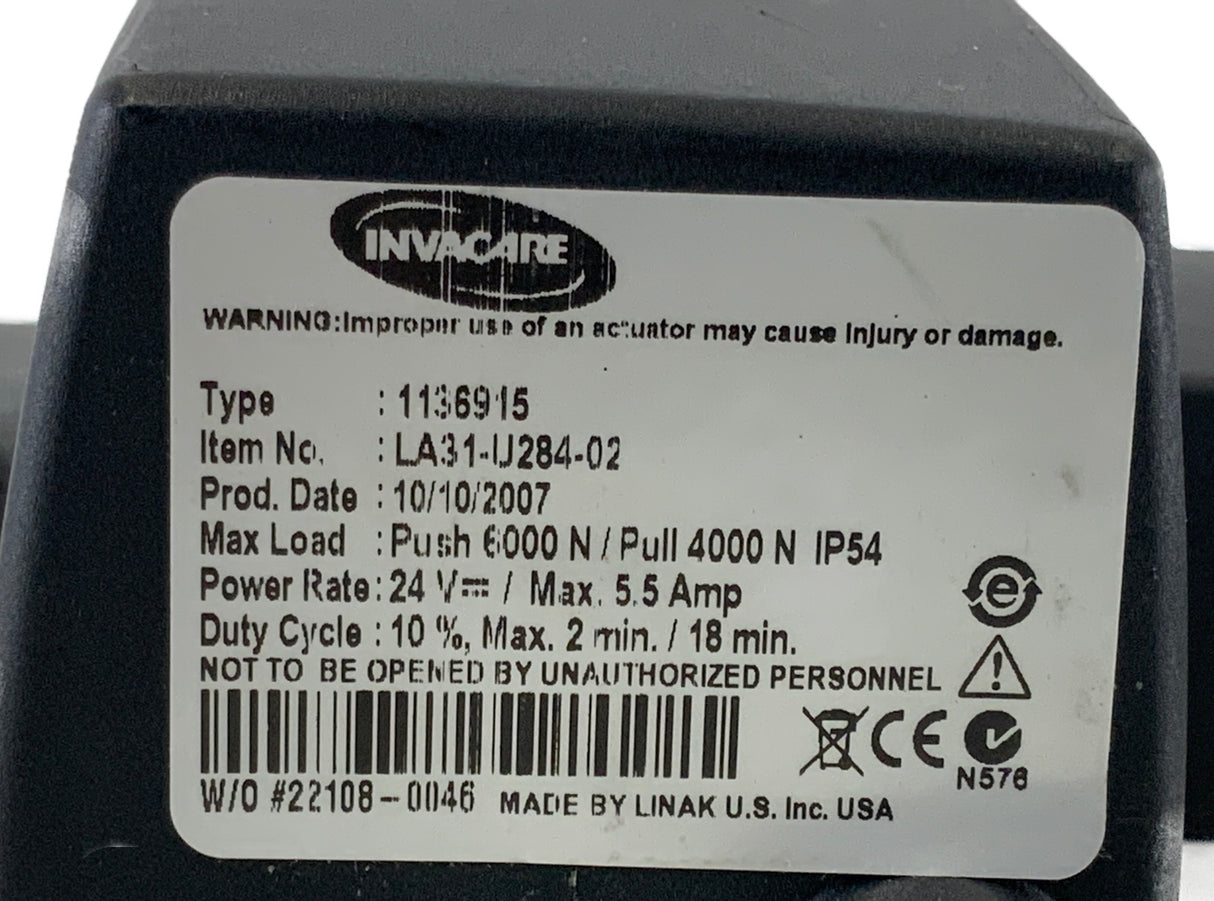 INVACARE
WARNING:Improper use of an actuator may cause injury or damage.
Type : 1136915
Item No. : LA31-U284-02
Prod. Date : 10/10/2007
Max Load : Push 6000 N / Pull 4000 N IP54
Power Rate: 24 V⎓ / Max. 5.5 Amp
Duty Cycle : 10 %, Max. 2 min. / 18 min.
NOT TO BE OPENED BY UNAUTHORIZED PERSONNEL
CE
N576
W/O #22108-0046 MADE BY LINAK U.S. Inc. USA